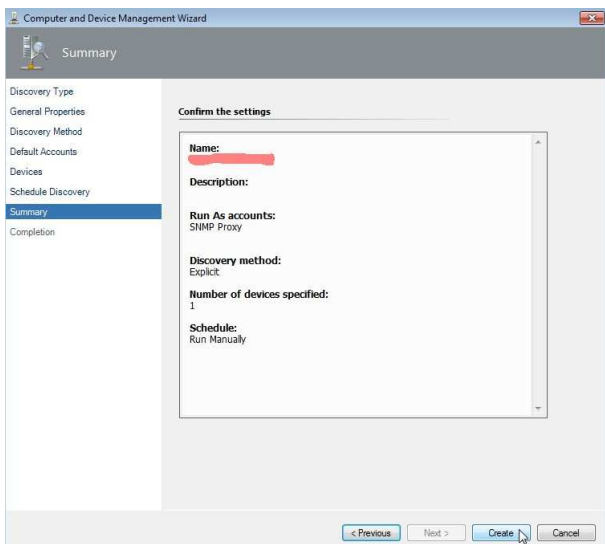 Computer and Device Management Wizard
Summary
Discovery Type
General Properties
Discovery Method
Default Accounts
Devices
Schedule Discovery
Summary
Completion
Confirm the settings
Name:
Description:
Run As accounts:
SNMP Proxy
Discovery method:
Explicit
Number of devices specified:
1
Schedule:
Run Manually
< Previous Next > Create Cancel